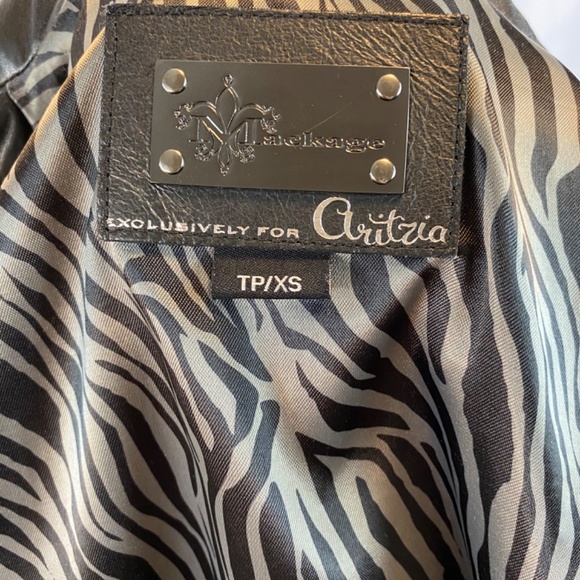 Mackage
EXCLUSIVELY FOR Aritzia
TP/XS